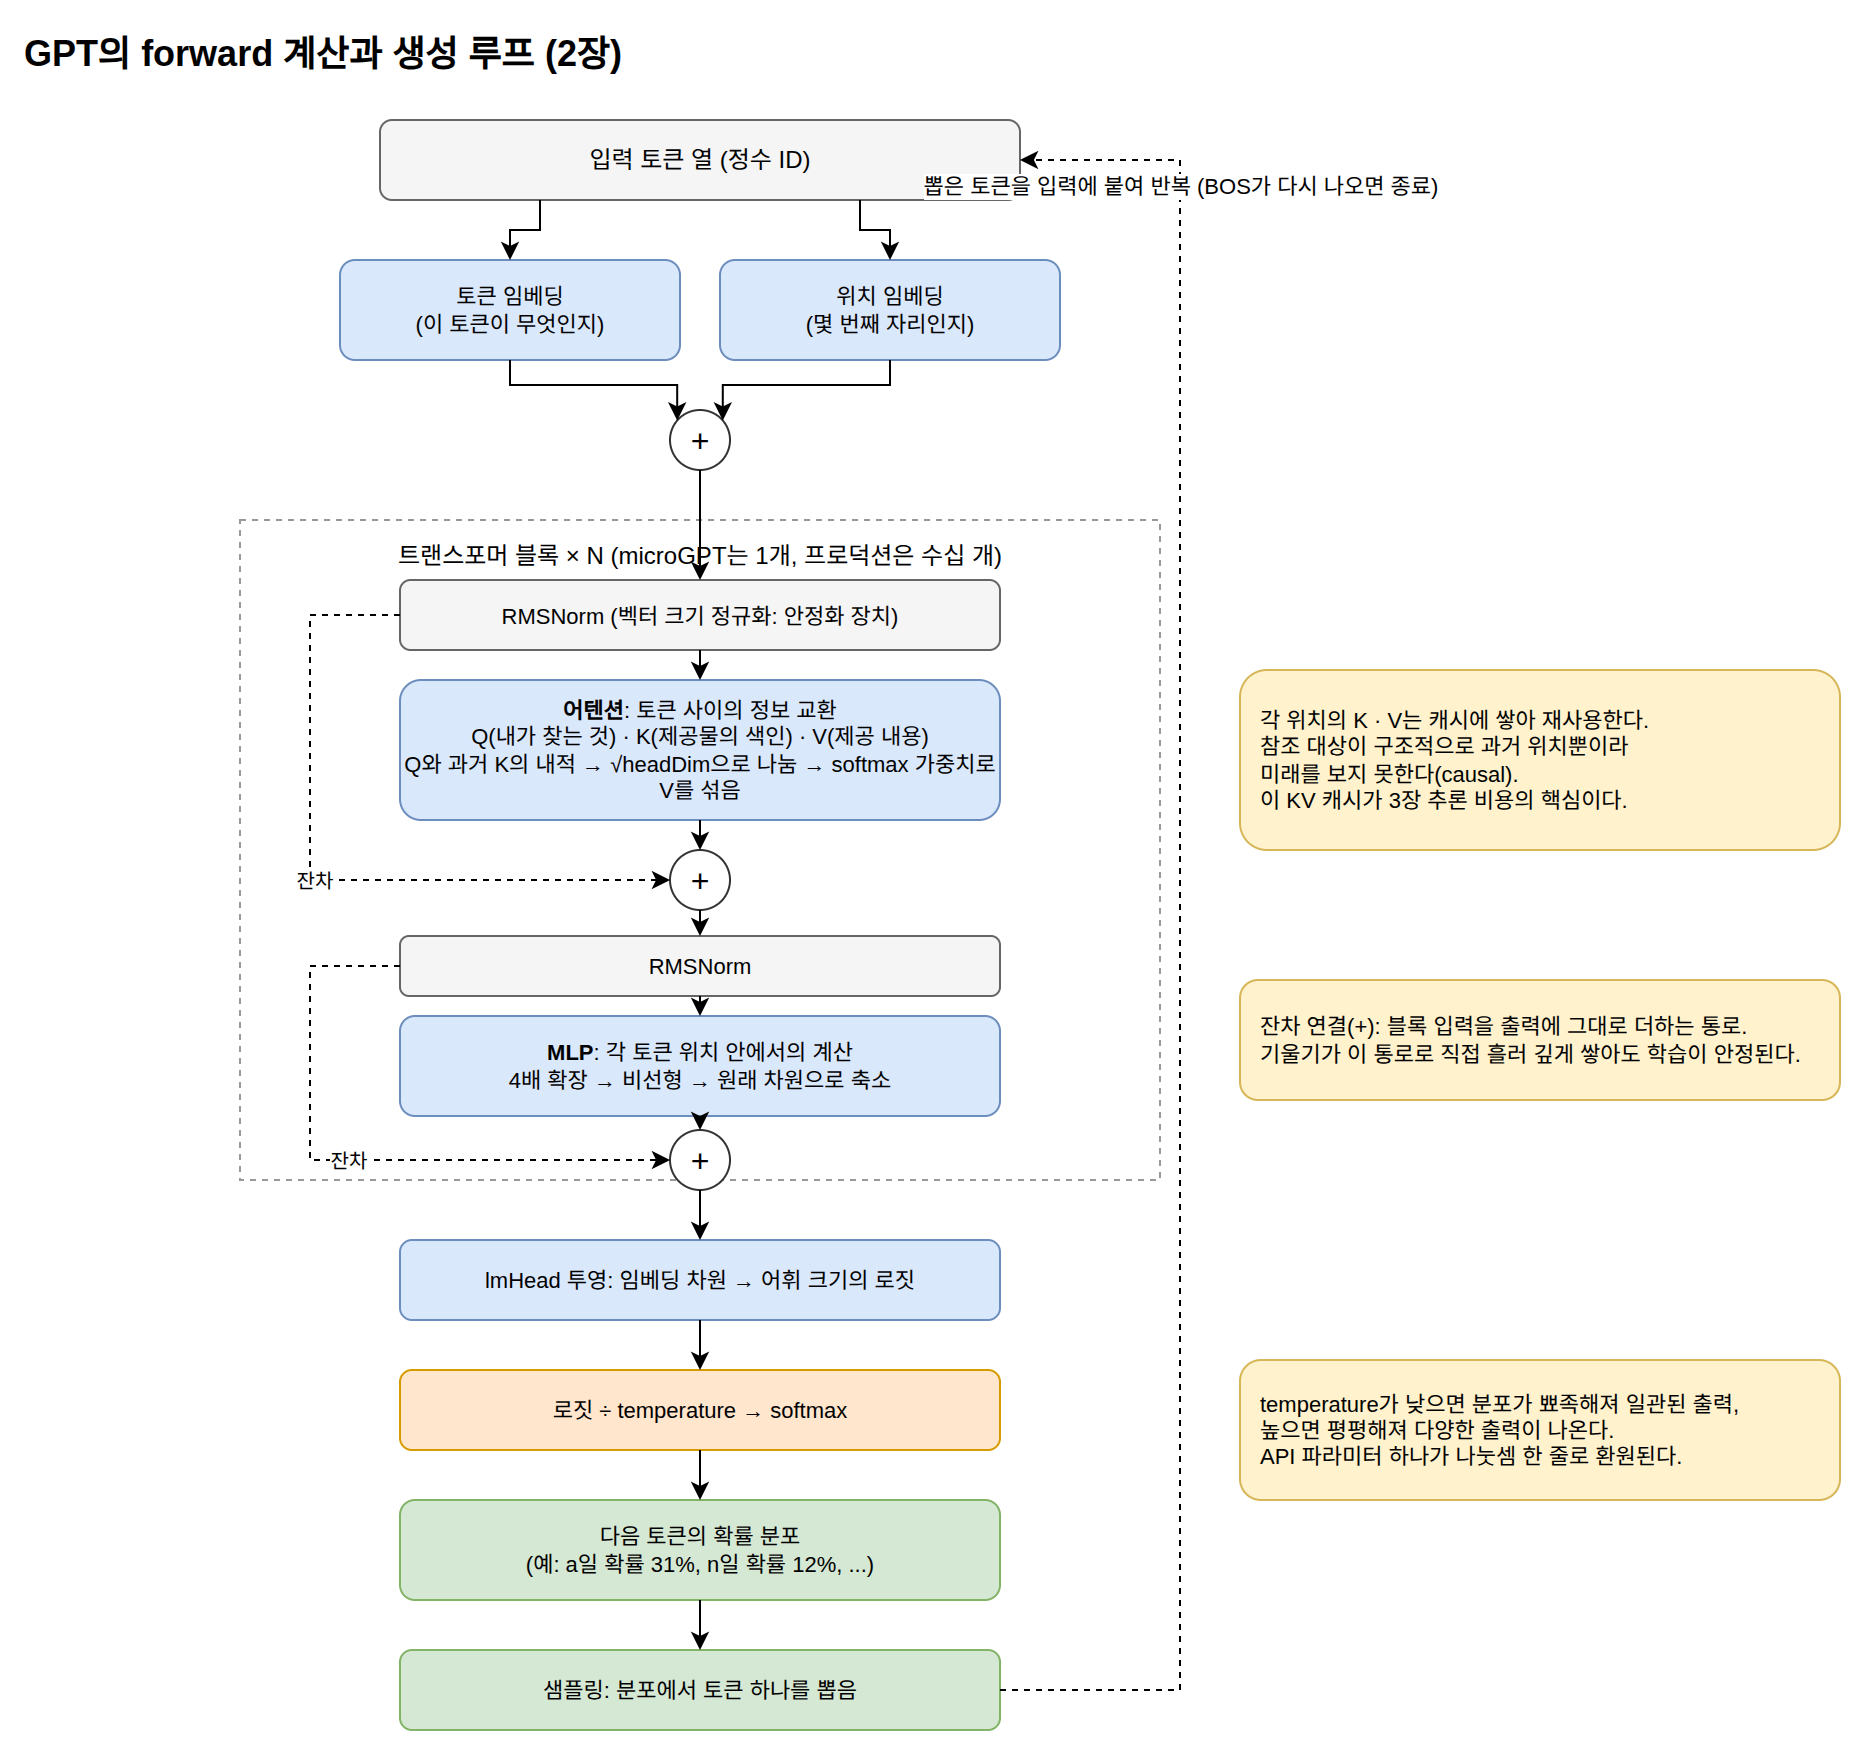 GPT의 forward 계산과 생성 루프 (2장)
입력 토큰 열 (정수 ID)
뽑은 토큰을 입력에 붙여 반복 (BOS가 다시 나오면 종료)
토큰 임베딩
(이 토큰이 무엇인지)
위치 임베딩
(몇 번째 자리인지)
+
트랜스포머 블록 × N (microGPT는 1개, 프로덕션은 수십 개)
RMSNorm (벡터 크기 정규화: 안정화 장치)
어텐션: 토큰 사이의 정보 교환
Q(내가 찾는 것) · K(제공물의 색인) · V(제공 내용)
Q와 과거 K의 내적 → √headDim으로 나눔 → softmax 가중치로
V를 섞음
각 위치의 K · V는 캐시에 쌓아 재사용한다.
참조 대상이 구조적으로 과거 위치뿐이라
미래를 보지 못한다(causal).
이 KV 캐시가 3장 추론 비용의 핵심이다.
잔차
+
RMSNorm
잔차 연결(+): 블록 입력을 출력에 그대로 더하는 통로.
기울기가 이 통로로 직접 흘러 깊게 쌓아도 학습이 안정된다.
MLP: 각 토큰 위치 안에서의 계산
4배 확장 → 비선형 → 원래 차원으로 축소
잔차
+
lmHead 투영: 임베딩 차원 → 어휘 크기의 로짓
로짓 ÷ temperature → softmax
temperature가 낮으면 분포가 뾰족해져 일관된 출력,
높으면 평평해져 다양한 출력이 나온다.
API 파라미터 하나가 나눗셈 한 줄로 환원된다.
다음 토큰의 확률 분포
(예: a일 확률 31%, n일 확률 12%, ...)
샘플링: 분포에서 토큰 하나를 뽑음